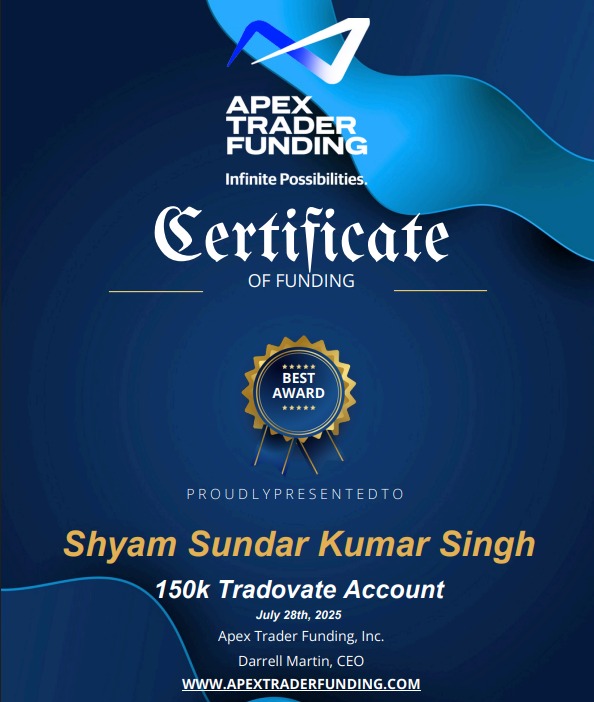 APEX
TRADER
FUNDING
Infinite Possibilities.
Certificate
OF FUNDING
BEST
AWARD
PROUDLYPRESENTEDTO
Shyam Sundar Kumar Singh
150k Tradovate Account
July 28th, 2025
Apex Trader Funding, Inc.
Darrell Martin, CEO
WWW.APEXTRADERFUNDING.COM